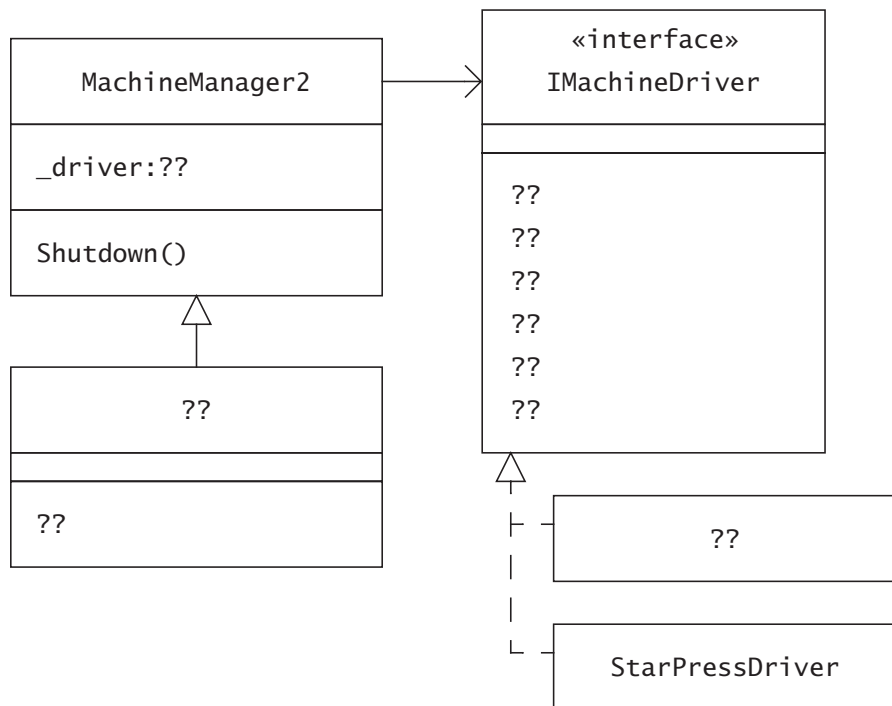 MachineManager2
_driver:??
Shutdown()
??
??
«interface»
IMachineDriver
??
??
??
??
??
??
??
StarPressDriver